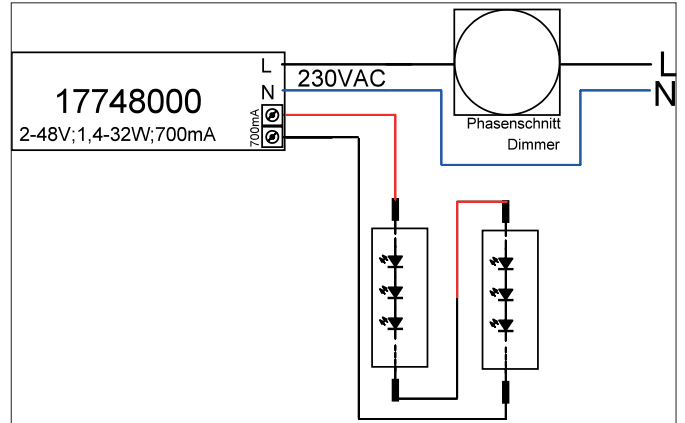 L
230VAC
L
N
N
17748000
2-48V;1,4-32W;700mA
700mA
Phasenschnitt
Dimmer